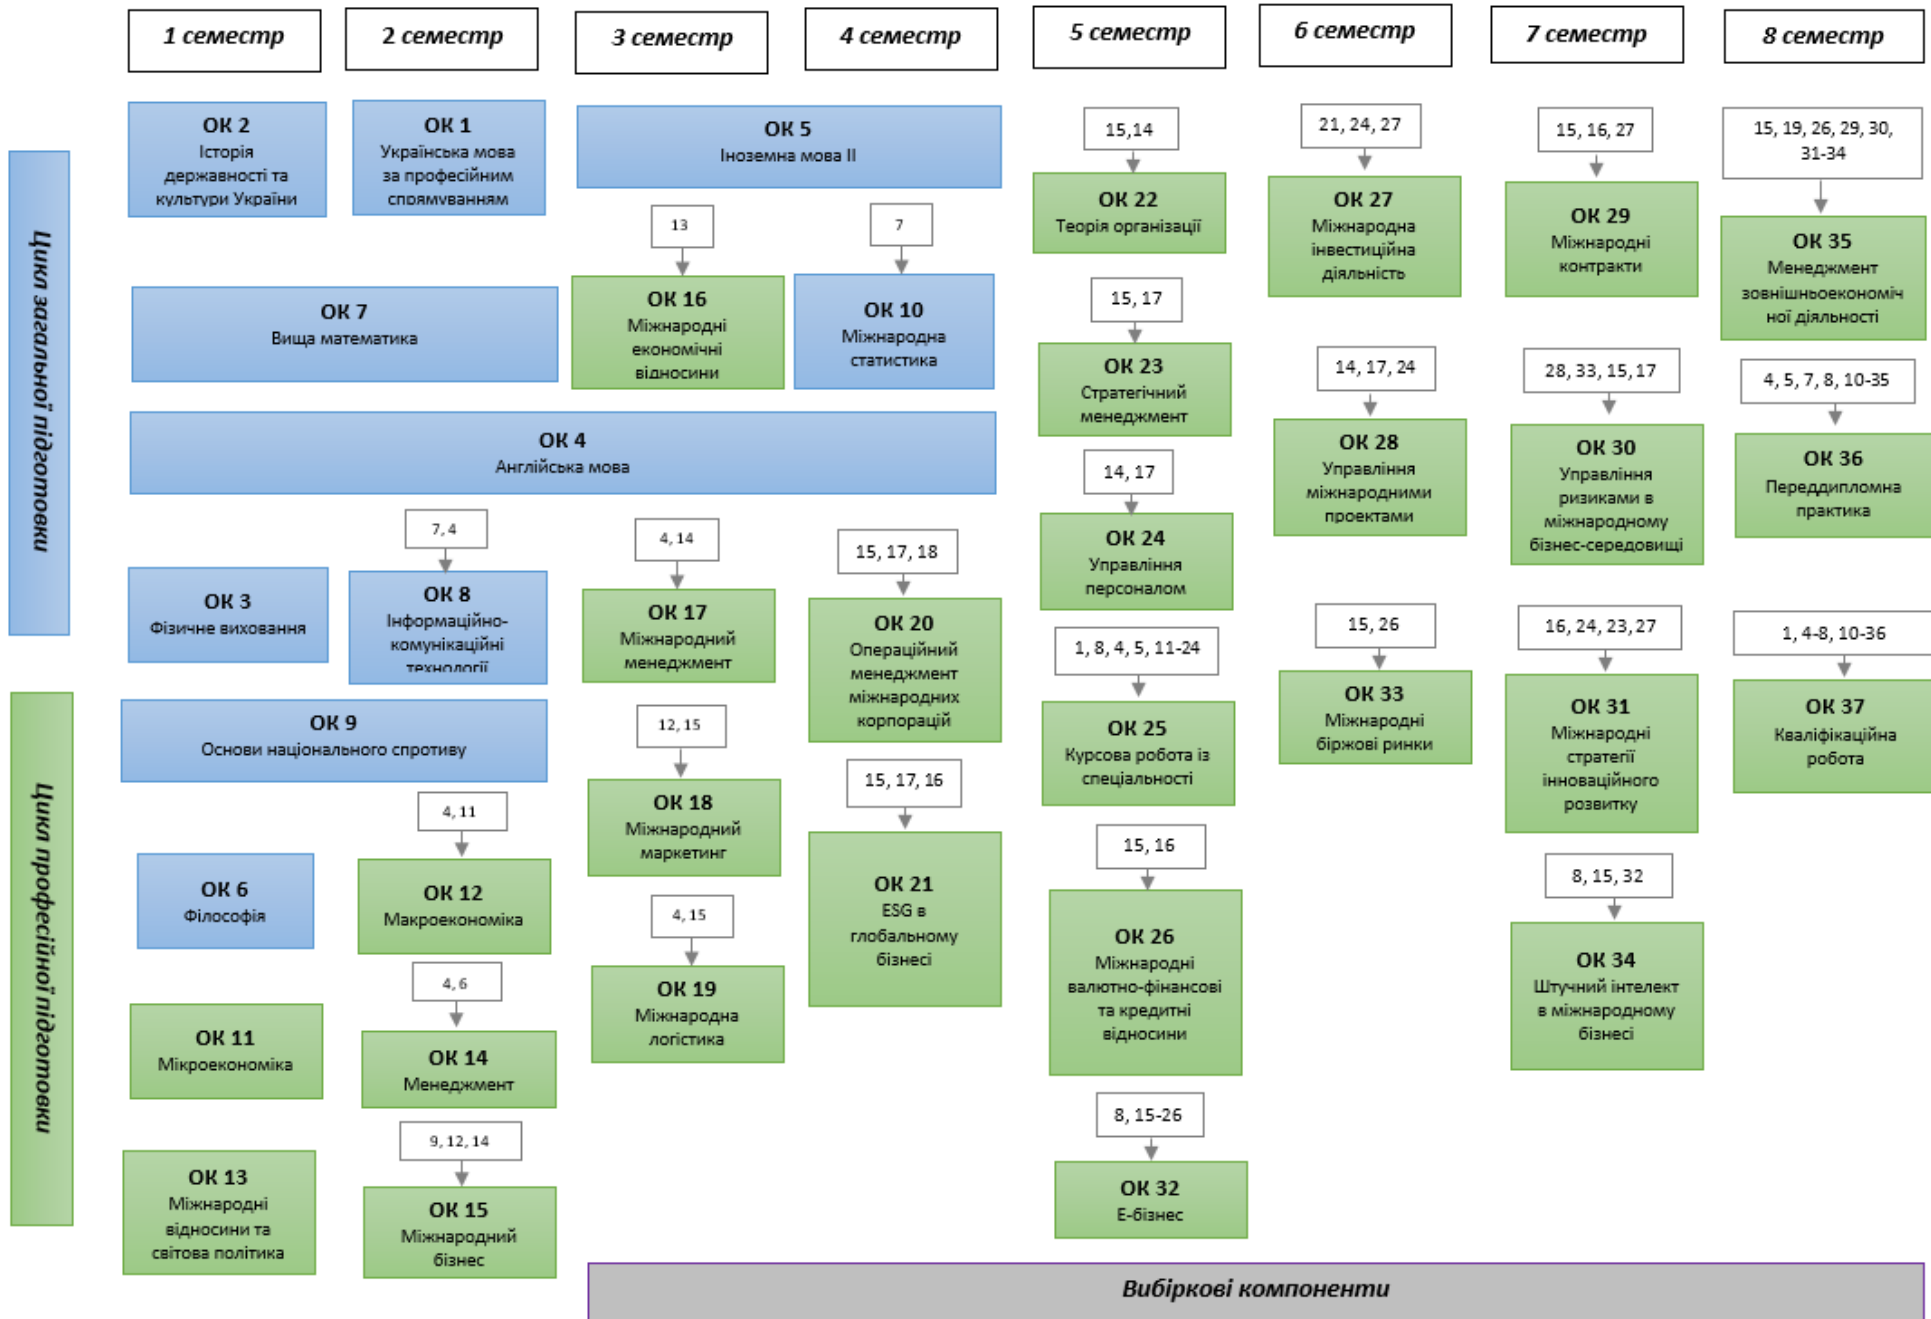 1 семестр
2 семестр
3 семестр
4 семестр
5 семестр
6 семестр
7 семестр
8 семестр
Цикл загальної підготовки
Цикл професійної підготовки
ОК 2
Історія
державності та
культури України
ОК 7
Вища математика
ОК 4
Англійська мова
ОК 3
Фізичне виховання
ОК 9
Основи національного спротиву
ОК 6
Філософія
ОК 11
Мікроекономіка
ОК 13
Міжнародні
відносини та
світова політика
ОК 1
Українська мова
за професійним
спрямуванням
7, 4
ОК 8
Інформаційно-
комунікаційні
технології
4, 11
ОК 12
Макроекономіка
4, 6
ОК 14
Менеджмент
9, 12, 14
ОК 15
Міжнародний
бізнес
ОК 5
Іноземна мова ІІ
13
ОК 16
Міжнародні
економічні
відносини
4, 14
ОК 17
Міжнародний
менеджмент
12, 15
ОК 18
Міжнародний
маркетинг
4, 15
ОК 19
Міжнародна
логістика
7
ОК 10
Міжнародна
статистика
15, 17, 18
ОК 20
Операційний
менеджмент
міжнародних
корпорацій
15, 17, 16
ОК 21
ESG в
глобальному
бізнесі
15,14
ОК 22
Теорія організації
15, 17
ОК 23
Стратегічний
менеджмент
14, 17
ОК 24
Управління
персоналом
1, 8, 4, 5, 11-24
ОК 25
Курсова робота із
спеціальності
15, 16
ОК 26
Міжнародні
валютно-фінансові
та кредитні
відносини
8, 15-26
ОК 32
Е-бізнес
21, 24, 27
ОК 27
Міжнародна
інвестиційна
діяльність
14, 17, 24
ОК 28
Управління
міжнародними
проектами
15, 26
ОК 33
Міжнародні
біржові ринки
15, 16, 27
ОК 29
Міжнародні
контракти
28, 33, 15, 17
ОК 30
Управління
ризиками в
міжнародному
бізнес-середовищі
16, 24, 23, 27
ОК 31
Міжнародні
стратегії
інноваційного
розвитку
8, 15, 32
ОК 34
Штучний інтелект
в міжнародному
бізнесі
15, 19, 26, 29, 30,
31-34
ОК 35
Менеджмент
зовнішньоекономіч
ної діяльності
4, 5, 7, 8, 10-35
ОК 36
Переддипломна
практика
1, 4-8, 10-36
ОК 37
Кваліфікаційна
робота
Вибіркові компоненти